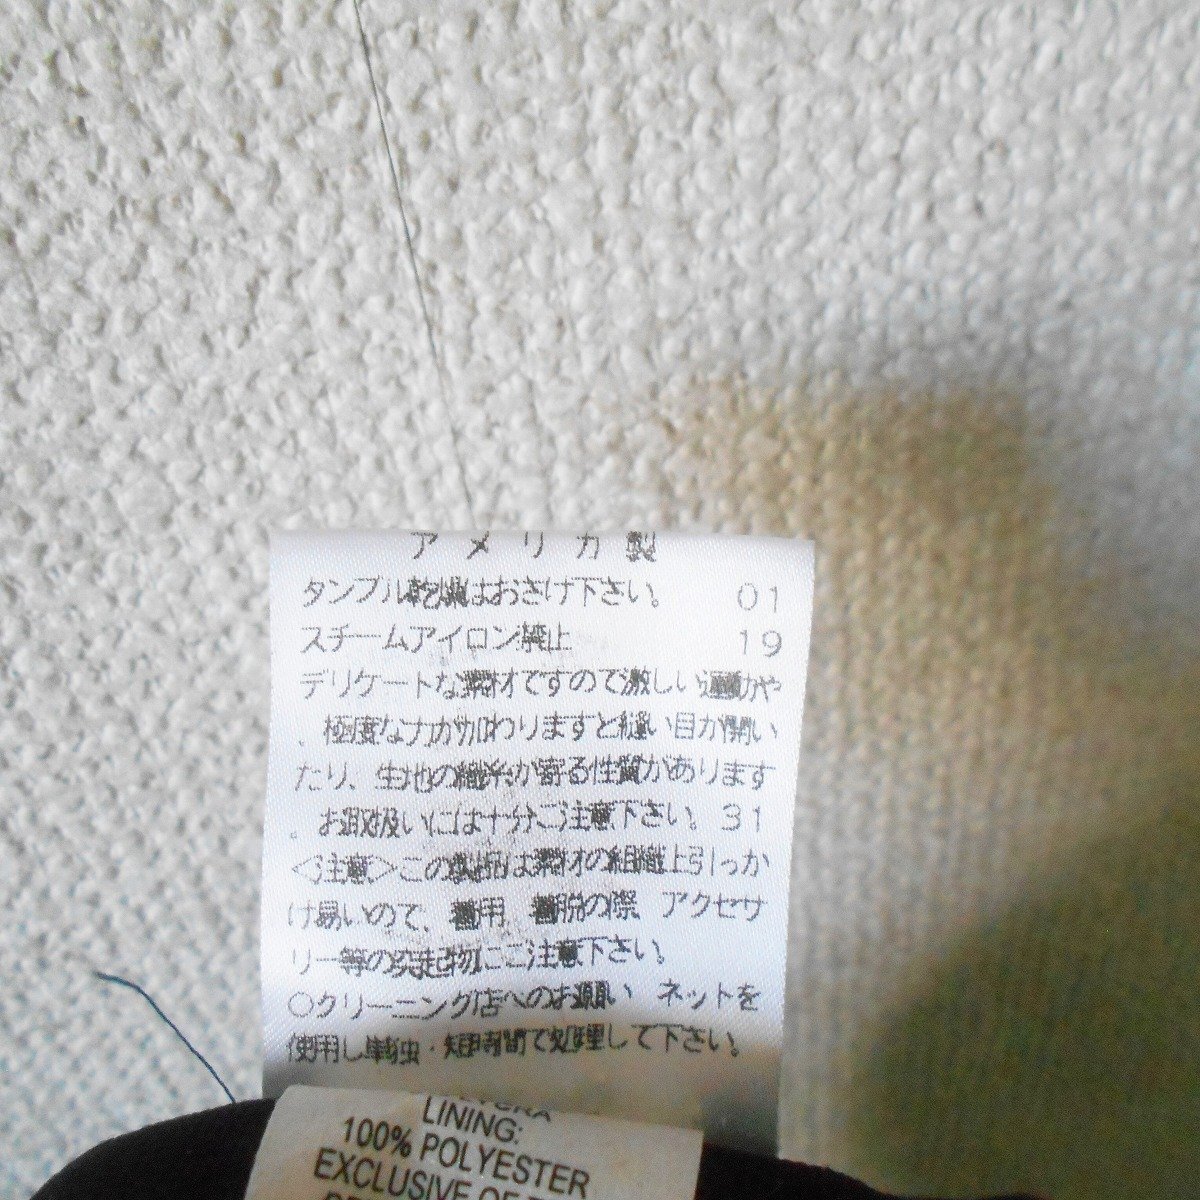 アメリカ製
タンブル乾燥はおさけ下さい。 01
スチームアイロン禁止 19
デリケートな素材ですので激しい運動や
、極度な力が加わりますと縫い目が開い
たり、生地の織糸が寄る性質があります
。お取扱いには十分ご注意下さい。31
<注意>この製品は素材の組織上引っか
け易いので、着用 着脱の際 アクセサ
リー等の突起物にご注意下さい。
○クリーニング店へのお願い ネットを
使用し単独・短時間で処理して下さい。
LINING:
100% POLYESTER
EXCLUSIVE OF